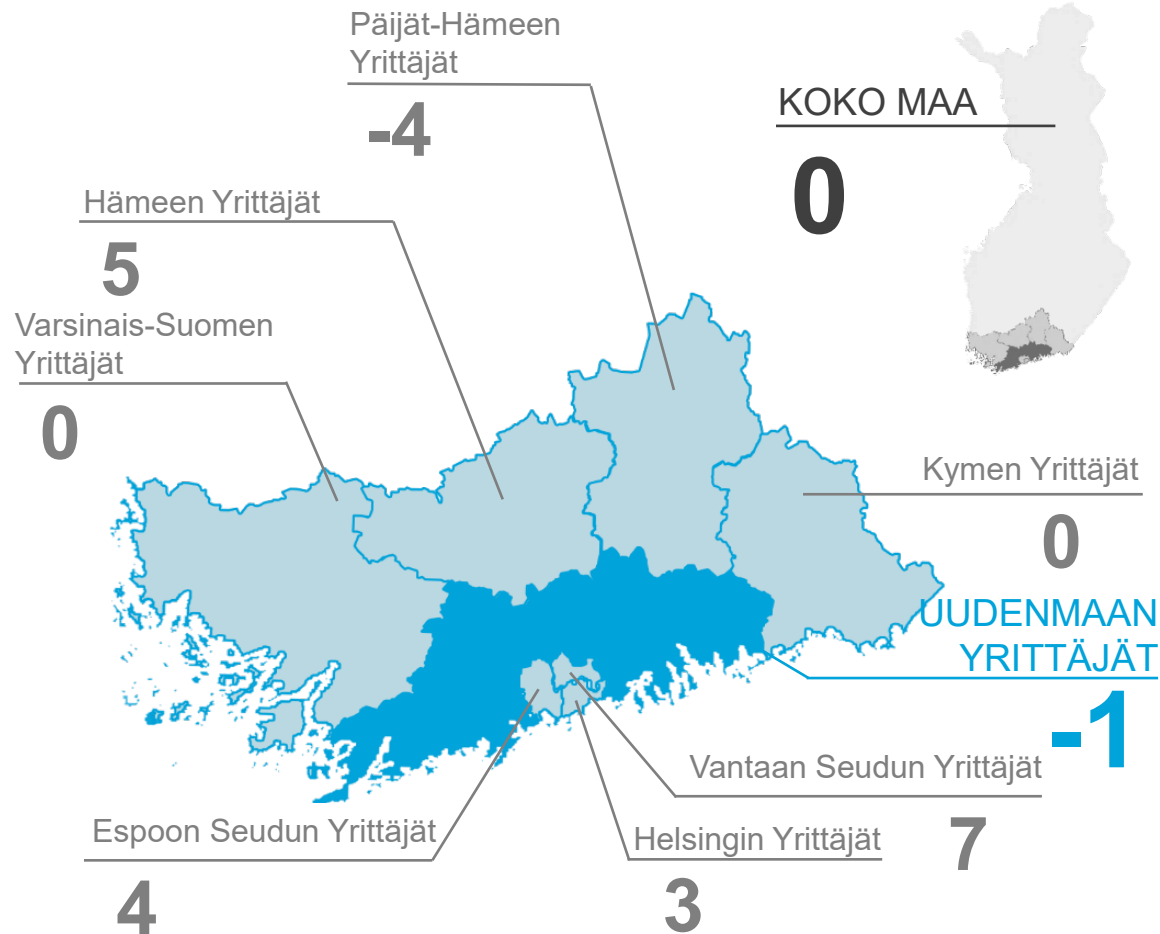 Päijät-Hämeen
Yrittäjät
-4
KOKO MAA
0
Hämeen Yrittäjät
5
Varsinais-Suomen
Yrittäjät
0
Kymen Yrittäjät
0
UUDENMAAN
YRITTÄJÄT
-1
Vantaan Seudun Yrittäjät
7
Espoon Seudun Yrittäjät
4
Helsingin Yrittäjät
3